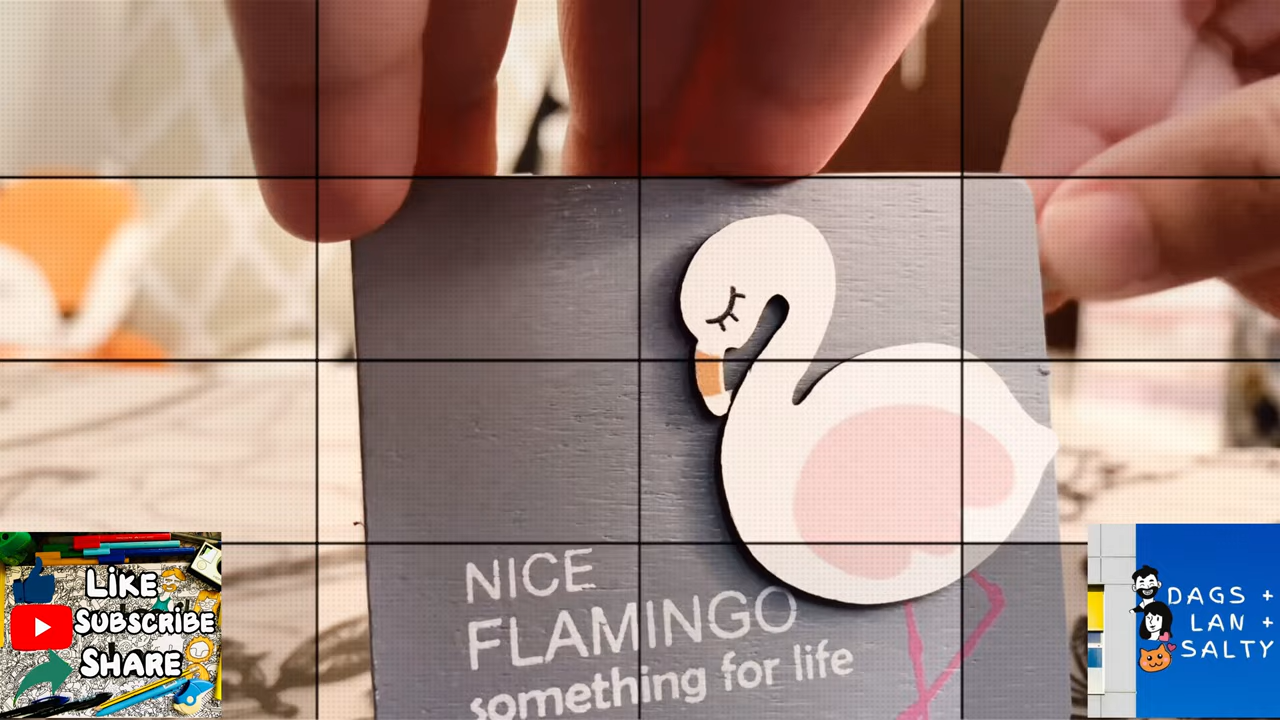 NICE
FLAMINGO
something for life
LIKE
SUBSCRIBE
SHARE
DAGS +
LAN +
SALTY